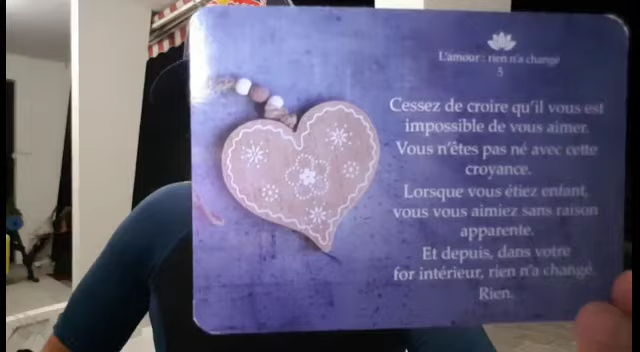 L'amour : rien n'a changé
5
Cessez de croire qu'il vous est
impossible de vous aimer.
Vous n'êtes pas né avec cette
croyance.
Lorsque vous étiez enfant,
vous vous aimiez sans raison
apparente.
Et depuis, dans votre
for intérieur, rien n'a changé.
Rien.